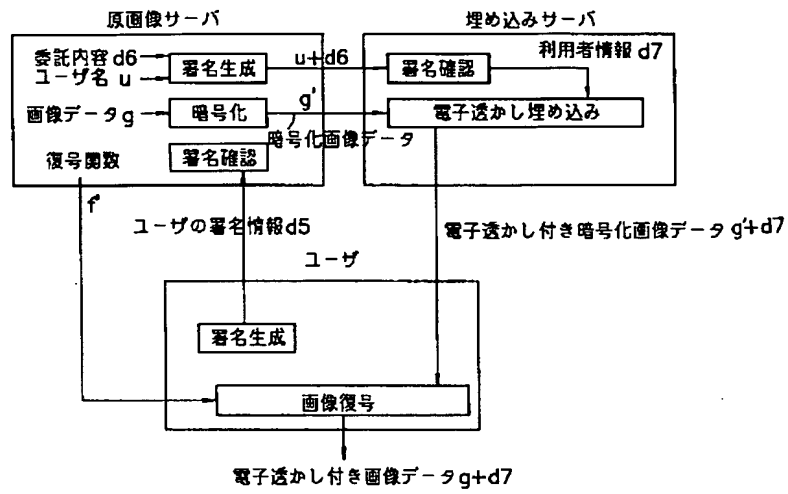 原画像サーバ
埋め込みサーバ
委託内容 d6
ユーザ名 u
署名生成
u+d6
署名確認
利用者情報 d7
画像データ g
暗号化
g'
暗号化画像データ
電子透かし埋め込み
復号関数
署名確認
f'
ユーザの署名情報d5
電子透かし付き暗号化画像データ g'+d7
ユーザ
署名生成
画像復号
電子透かし付き画像データg+d7